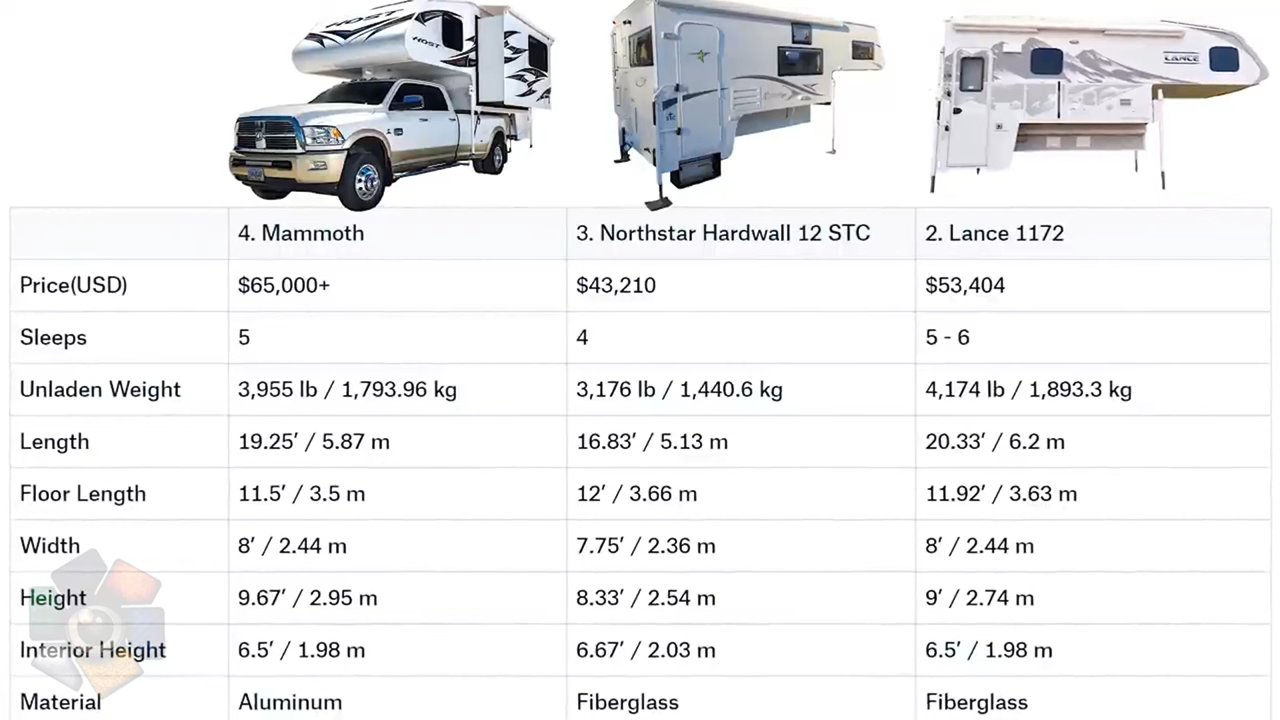 HOST
HOST
LANCE
4. Mammoth 3. Northstar Hardwall 12 STC 2. Lance 1172
Price(USD) $65,000+ $43,210 $53,404
Sleeps 5 4 5 - 6
Unladen Weight 3,955 lb / 1,793.96 kg 3,176 lb / 1,440.6 kg 4,174 lb / 1,893.3 kg
Length 19.25′ / 5.87 m 16.83′ / 5.13 m 20.33′ / 6.2 m
Floor Length 11.5′ / 3.5 m 12′ / 3.66 m 11.92′ / 3.63 m
Width 8′ / 2.44 m 7.75′ / 2.36 m 8′ / 2.44 m
Height 9.67′ / 2.95 m 8.33′ / 2.54 m 9′ / 2.74 m
Interior Height 6.5′ / 1.98 m 6.67′ / 2.03 m 6.5′ / 1.98 m
Material Aluminum Fiberglass Fiberglass